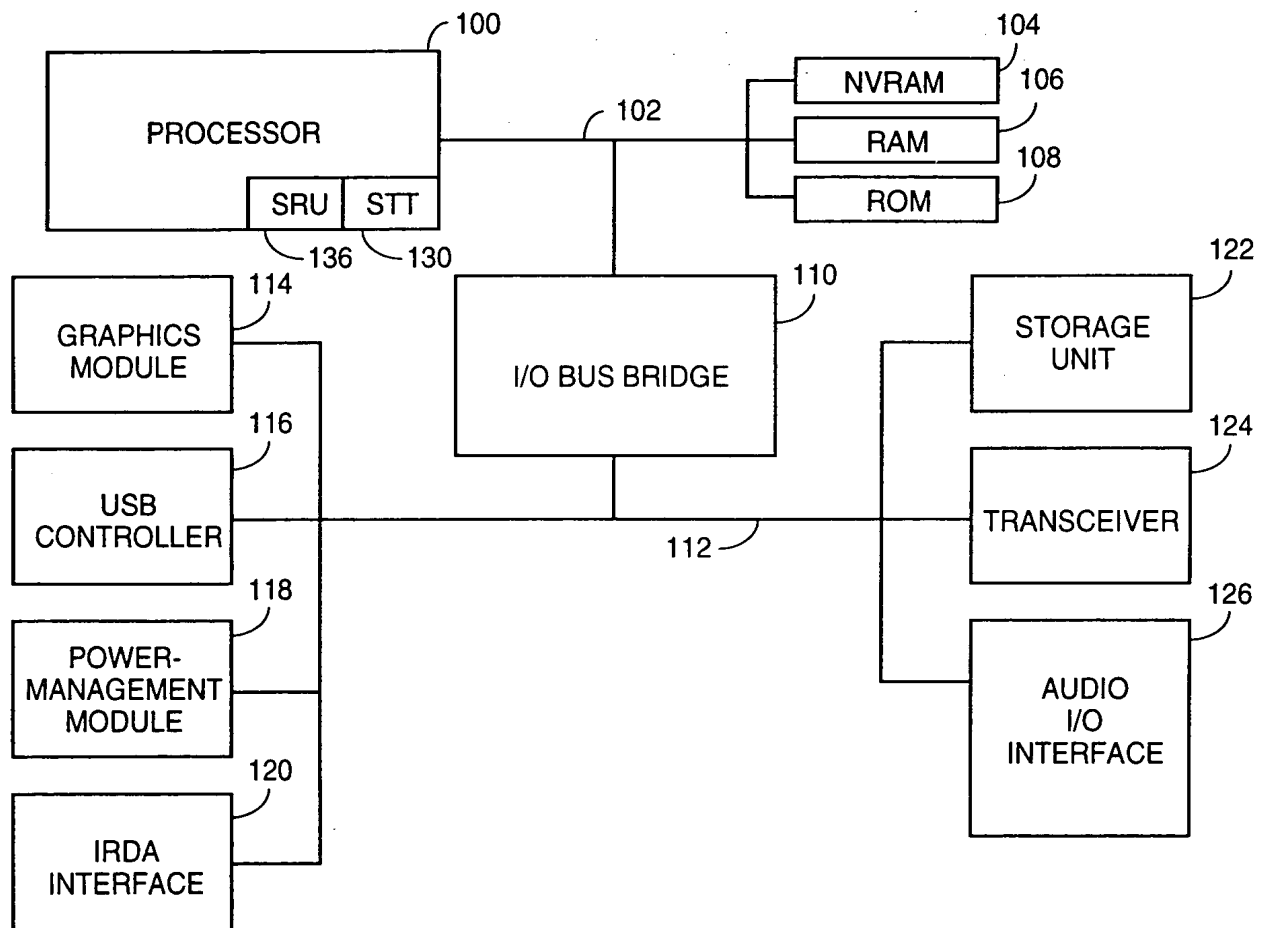 100
PROCESSOR
SRU
STT
136
130
102
104
NVRAM
106
RAM
108
ROM
110
I/O BUS BRIDGE
112
114
GRAPHICS
MODULE
116
USB
CONTROLLER
118
POWER-
MANAGEMENT
MODULE
120
IRDA
INTERFACE
122
STORAGE
UNIT
124
TRANSCEIVER
126
AUDIO
I/O
INTERFACE